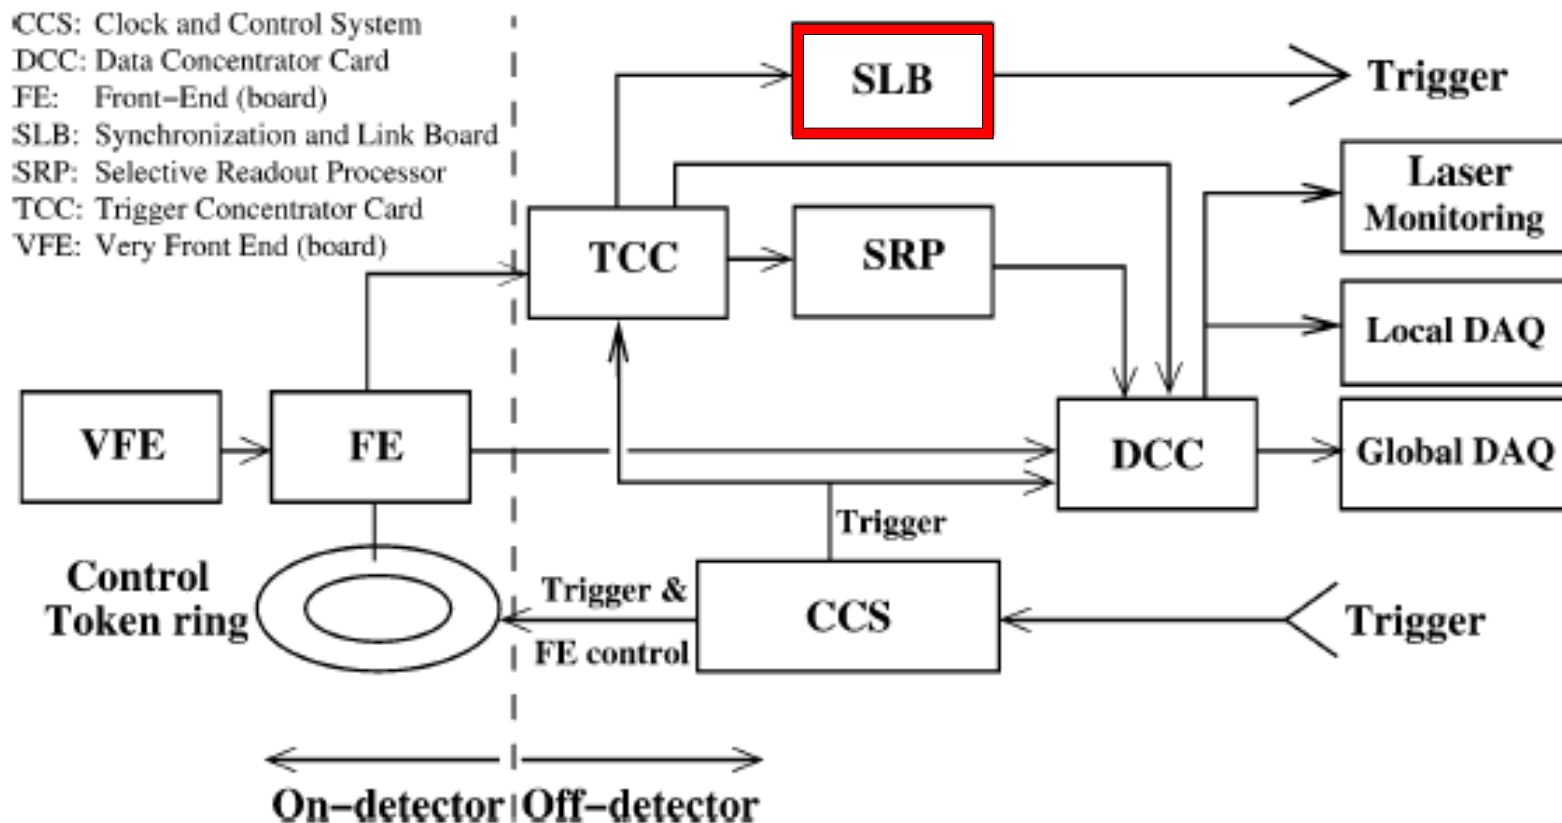 CCS: Clock and Control System
DCC: Data Concentrator Card
FE: Front-End (board)
SLB: Synchronization and Link Board
SRP: Selective Readout Processor
TCC: Trigger Concentrator Card
VFE: Very Front End (board)
SLB
Trigger
Laser
Monitoring
TCC
SRP
Local DAQ
VFE
FE
DCC
Global DAQ
Trigger
Control
Token ring
Trigger &
FE control
CCS
Trigger
On-detector
Off-detector